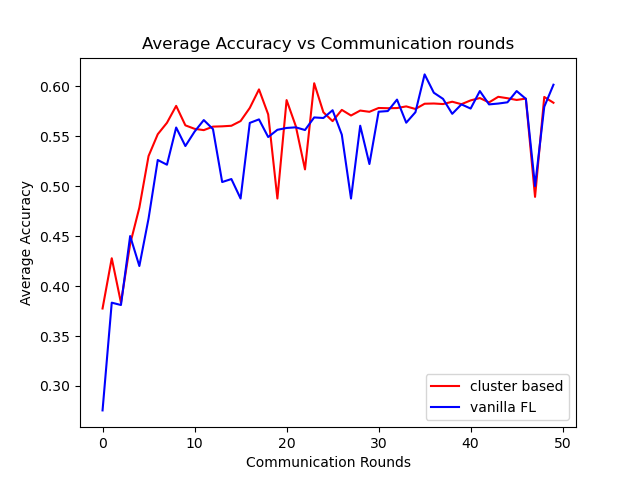 Average Accuracy vs Communication rounds
0.60
0.55
0.50
0.45
0.40
0.35
0.30
Average Accuracy
0 10 20 30 40 50
Communication Rounds
cluster based
vanilla FL